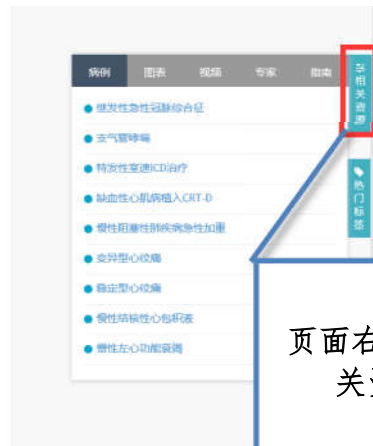 病例 图表 视频 专家 指南
继发性急性冠脉综合征
支气管哮喘
特发性室速ICD治疗
缺血性心肌病植入CRT-D
慢性阻塞性肺疾病急性加重
变异型心绞痛
稳定型心绞痛
慢性缩窄性心包积液
慢性左心功能衰竭
相关资源
热门标签
页面右
关